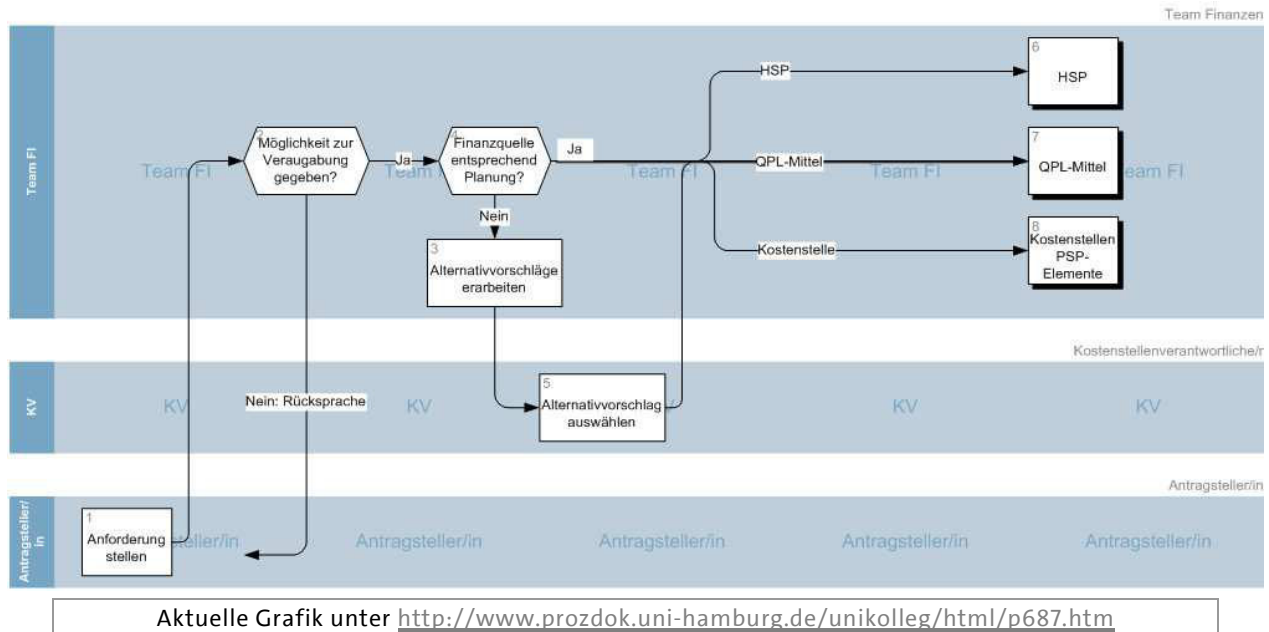 Team Finanzen
Team FI
Team FI
Team FI
Team FI
Team FI
eam FI
2
Möglichkeit zur
Veraugabung
gegeben?
Ja
4
Finanzquelle
entsprechend
Planung?
Ja
HSP
6
HSP
QPL-Mittel
7
QPL-Mittel
Kostenstelle
8
Kostenstellen
PSP-
Elemente
Nein
3
Alternativvorschläge
erarbeiten
Kostenstellenverantwortliche/r
KV
KV
Nein: Rücksprache
KV
5
Alternativvorschlag
auswählen
KV
KV
Antragsteller/in
Antragsteller/
in
1
Anforderung
stellen
steller/in
Antragsteller/in
Antragsteller/in
Antragsteller/in
Antragsteller/in
Aktuelle Grafik unter http://www.prozdok.uni-hamburg.de/unikolleg/html/p687.htm